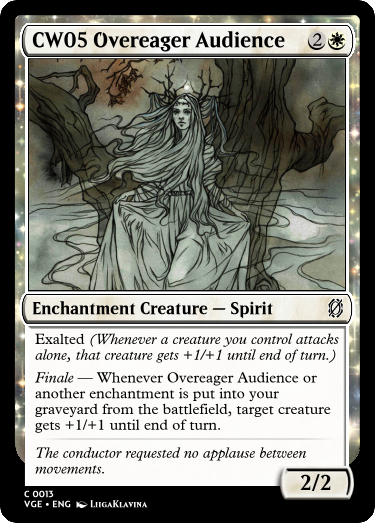 CW05 Overeager Audience 2
Enchantment Creature — Spirit
Exalted (Whenever a creature you control attacks
alone, that creature gets +1/+1 until end of turn.)
Finale — Whenever Overeager Audience or
another enchantment is put into your
graveyard from the battlefield, target creature
gets +1/+1 until end of turn.
The conductor requested no applause between
movements.
2/2
C 0013
VGE • ENG LIIGAKLAVINA